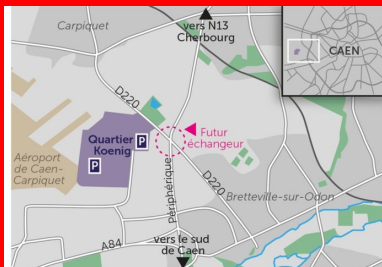 Carpiquet
vers N13
Cherbourg
CAEN
D220
Quartier
Koenig
P
P
Futur
échangeur
Aéroport
de Caen-
Carpiquet
Périphérique
D220
Bretteville-sur-Odon
A84
vers le sud
de Caen